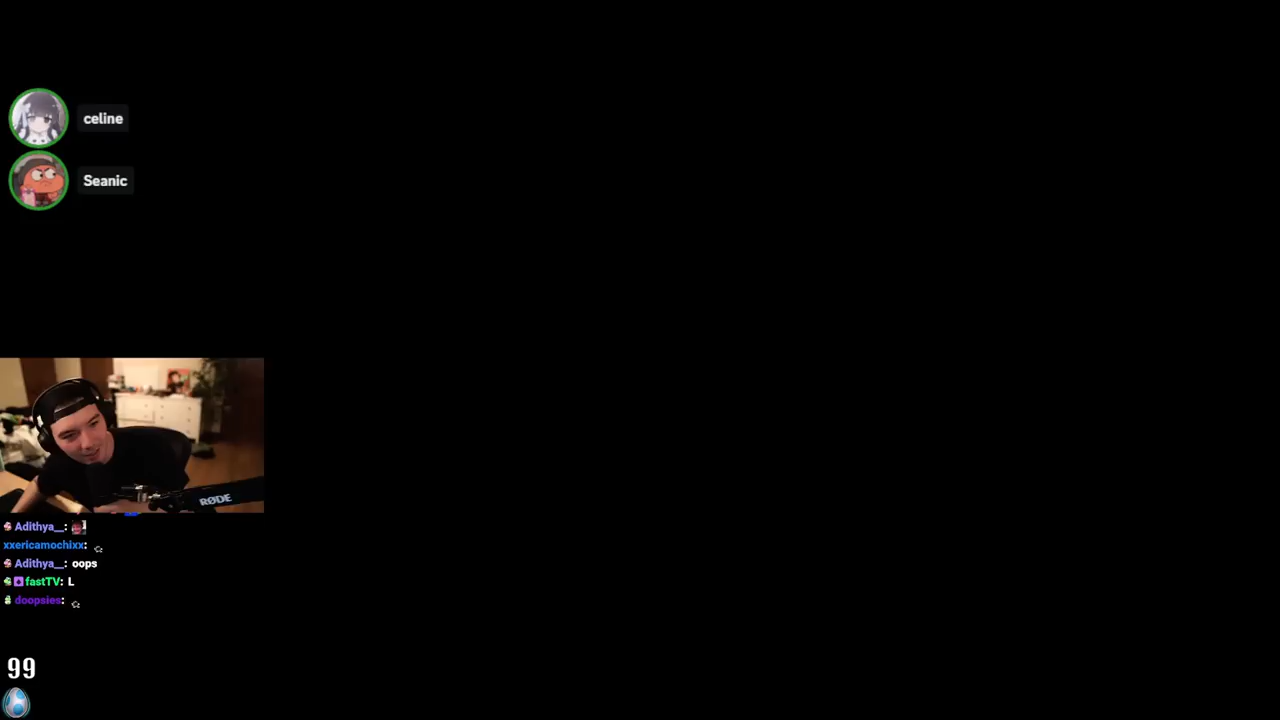 celine
Seanic
RØDE
Adithya__:
xxericamochixx:
Adithya__: oops
fastTV: L
doopsies:
99